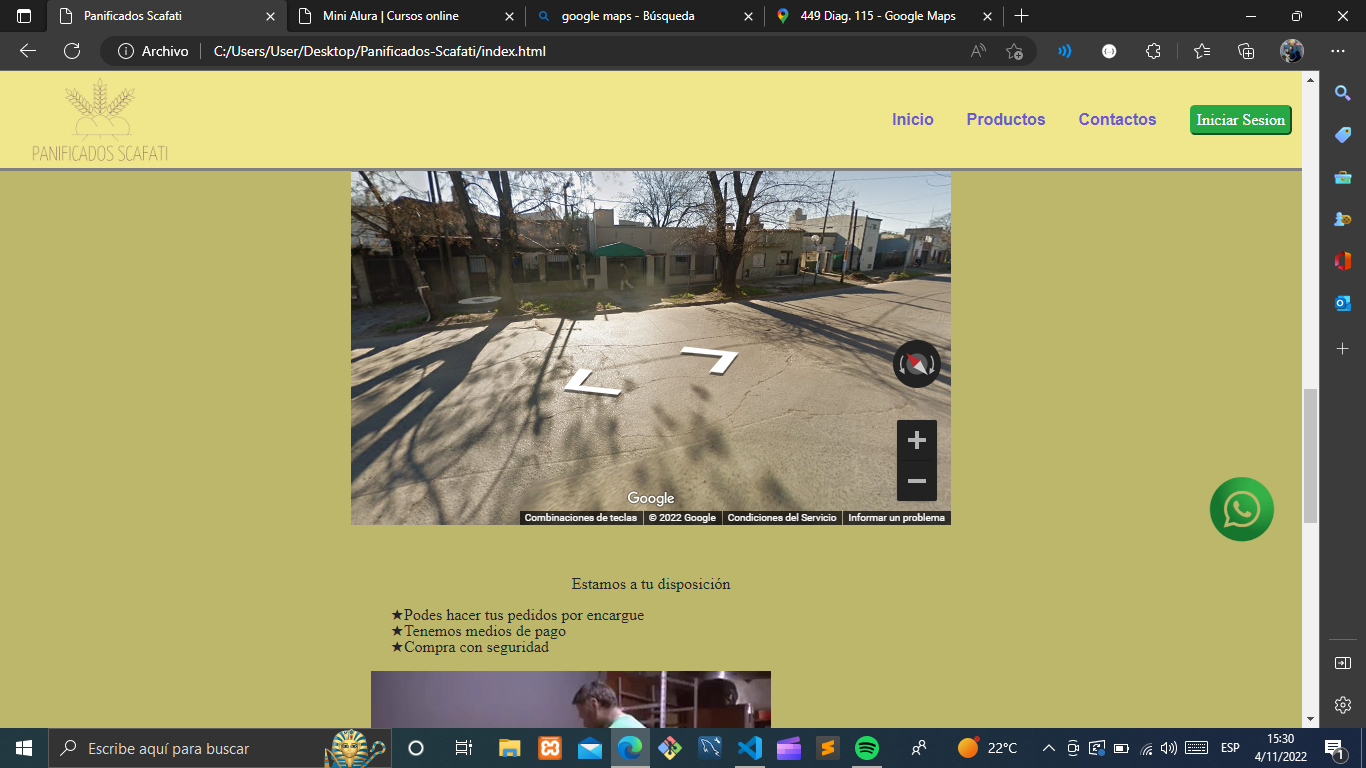 Panificados Scafati
Mini Alura | Cursos online
google maps - Búsqueda
449 Diag. 115 - Google Maps
Archivo
C:/Users/User/Desktop/Panificados-Scafati/index.html
PANIFICADOS SCAFATI
Inicio
Productos
Contactos
Iniciar Sesion
Google
Combinaciones de teclas
© 2022 Google
Condiciones del Servicio
Informar un problema
Estamos a tu disposición
★Podes hacer tus pedidos por encargue
★Tenemos medios de pago
★Compra con seguridad
Escribe aquí para buscar
22°C
ESP
15:30
4/11/2022
1